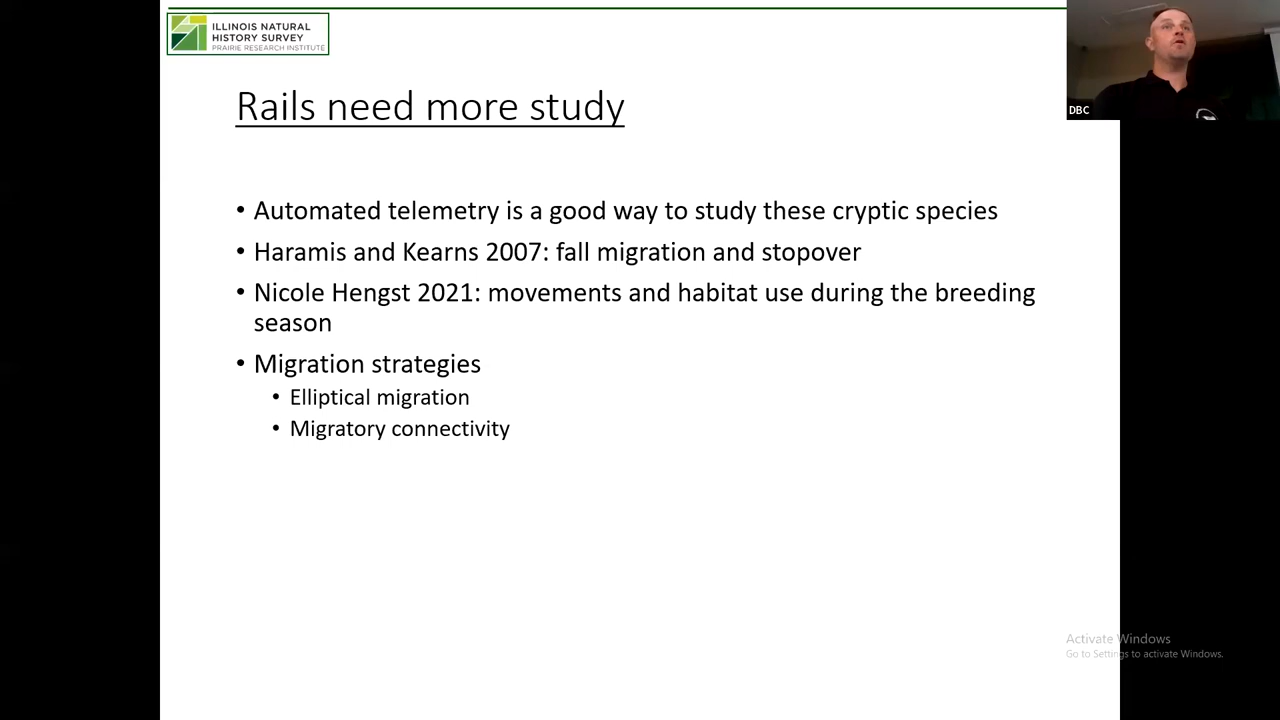 ILLINOIS NATURAL
HISTORY SURVEY
PRAIRIE RESEARCH INSTITUTE
DBC
Rails need more study
• Automated telemetry is a good way to study these cryptic species
• Haramis and Kearns 2007: fall migration and stopover
• Nicole Hengst 2021: movements and habitat use during the breeding
season
• Migration strategies
• Elliptical migration
• Migratory connectivity
Activate Windows
Go to Settings to activate Windows.